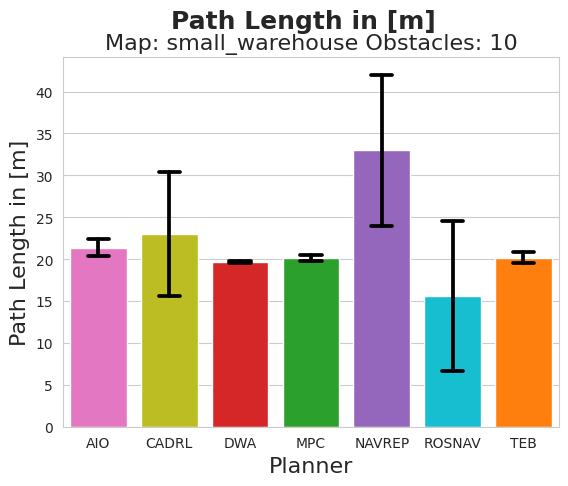 Path Length in [m]
Map: small_warehouse Obstacles: 10
Path Length in [m]
40
35
30
25
20
15
10
5
0
AIO CADRL DWA MPC NAVREP ROSNAV TEB
Planner